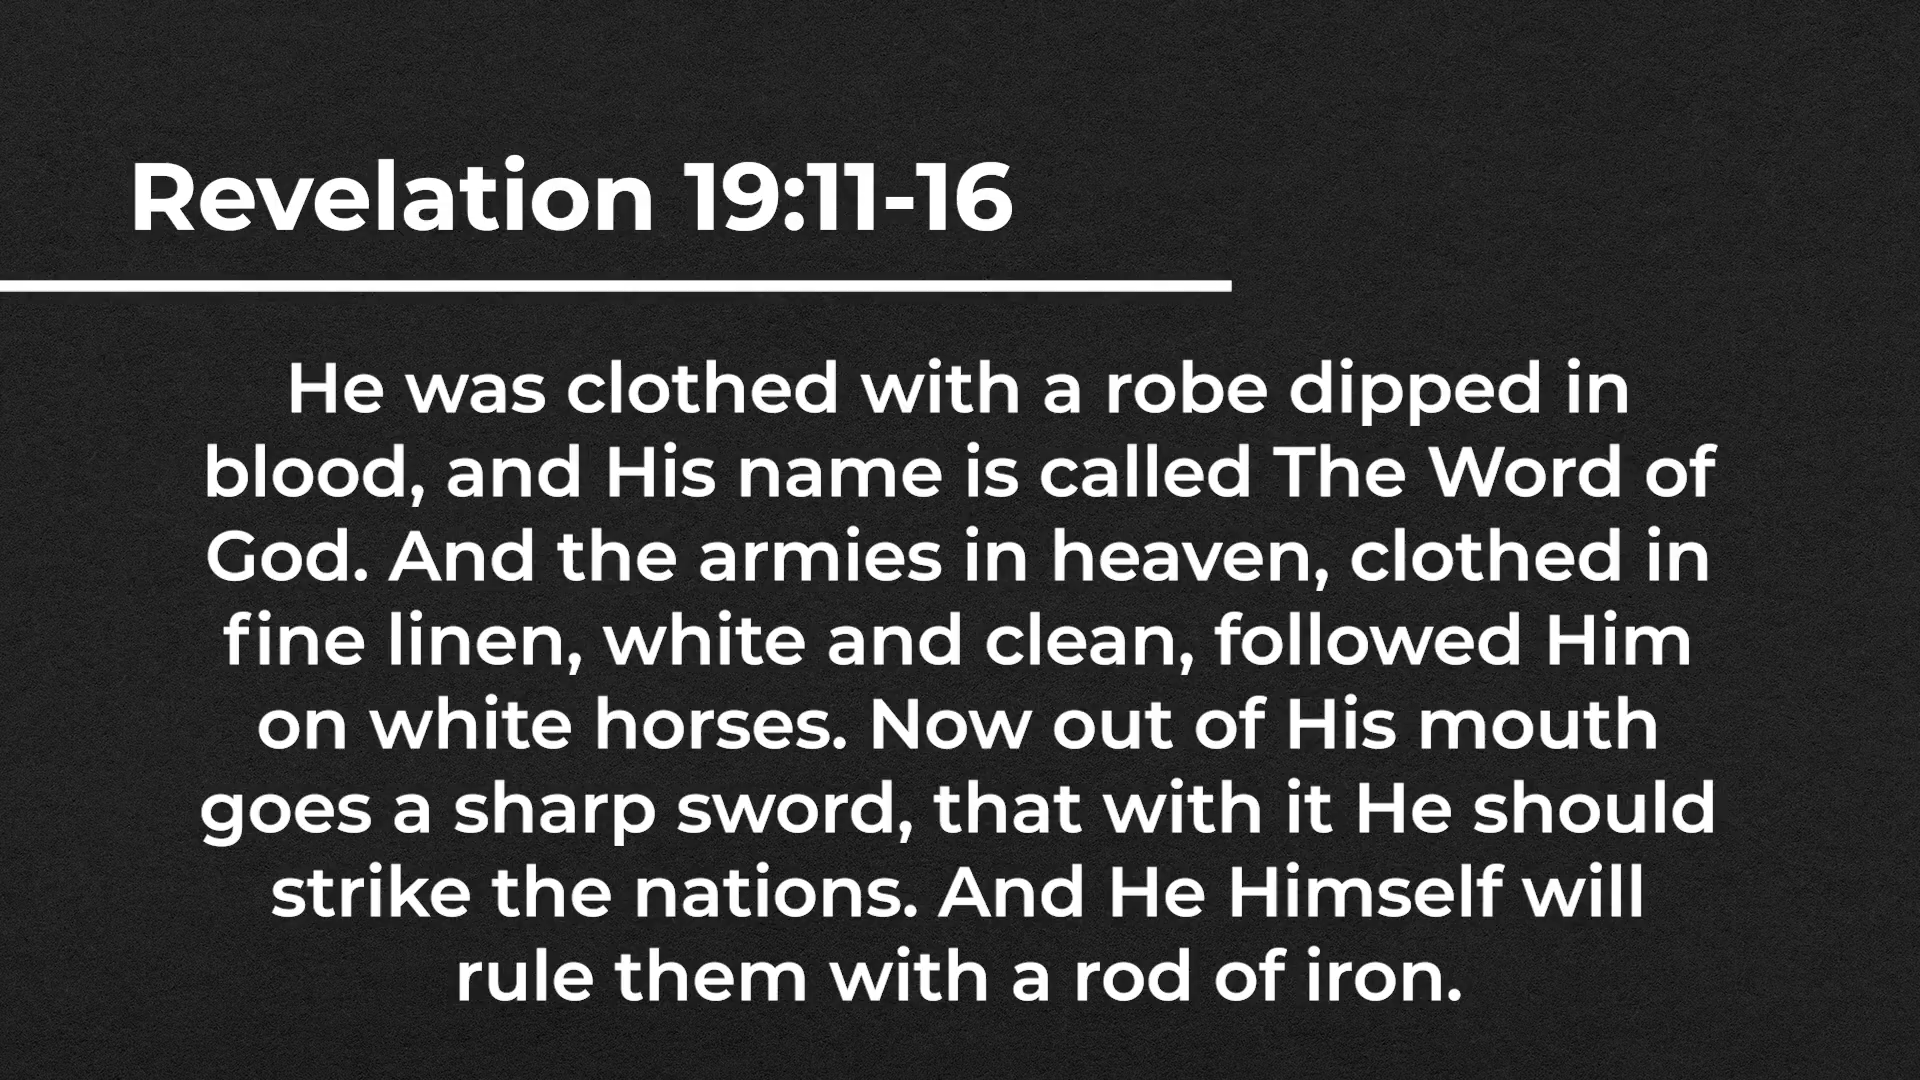 Revelation 19:11-16
He was clothed with a robe dipped in
blood, and His name is called The Word of
God. And the armies in heaven, clothed in
fine linen, white and clean, followed Him
on white horses. Now out of His mouth
goes a sharp sword, that with it He should
strike the nations. And He Himself will
rule them with a rod of iron.